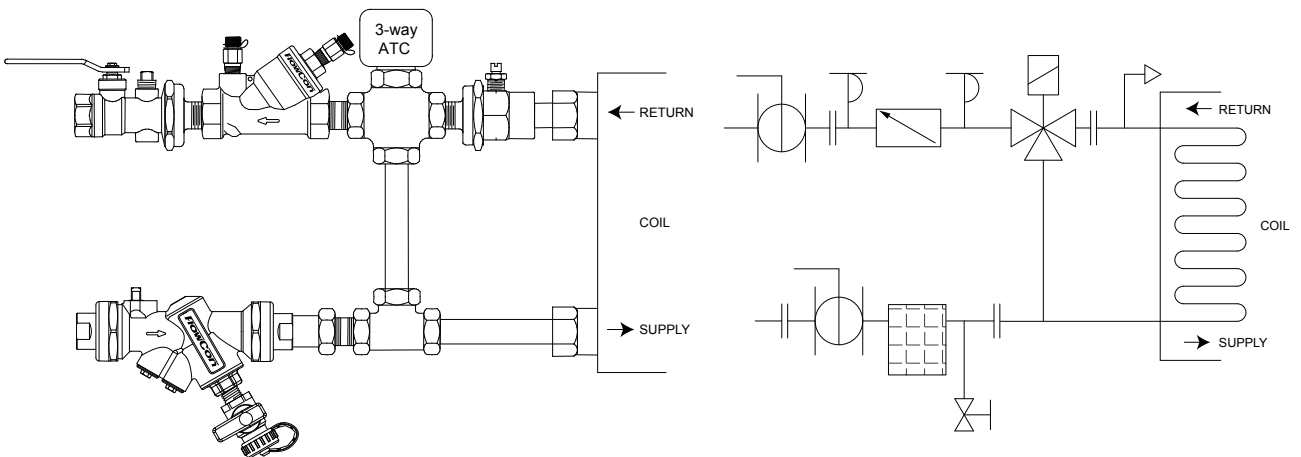 3-way
ATC
FlowCon
RETURN
COIL
SUPPLY
FlowCon
RETURN
COIL
SUPPLY